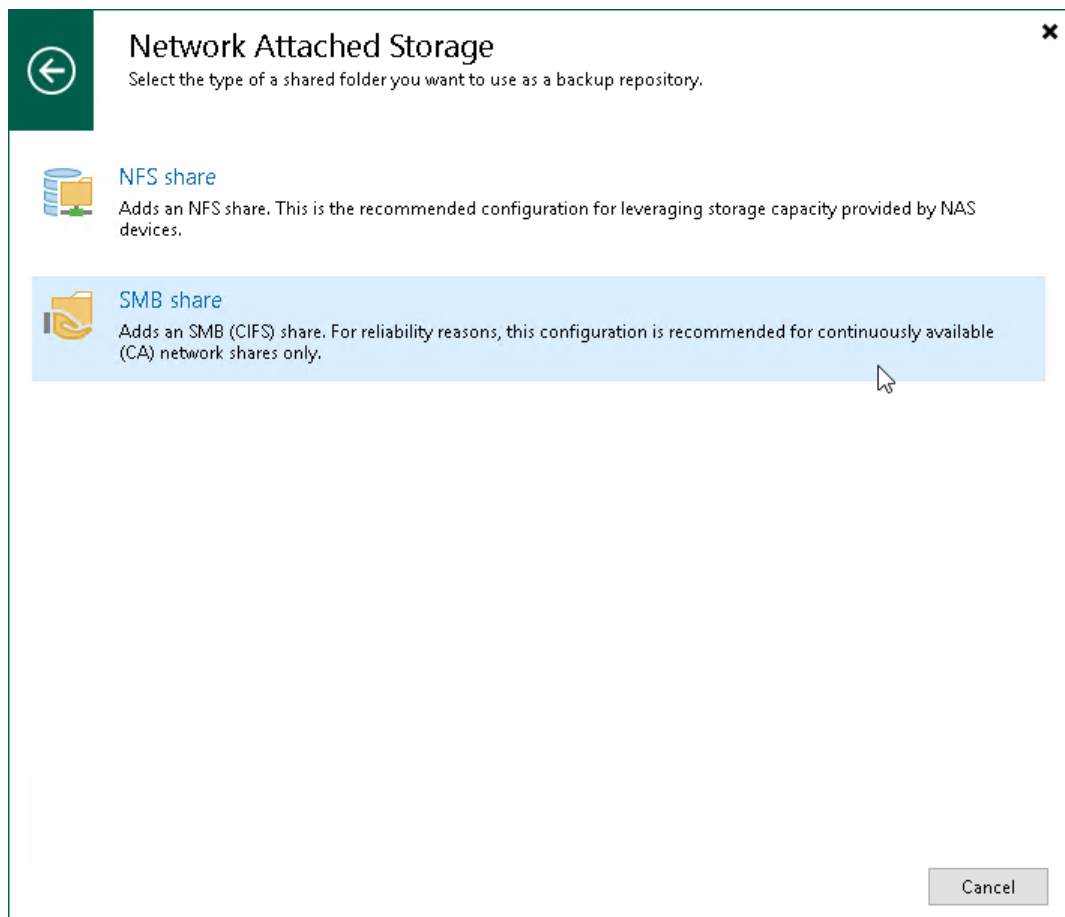 Network Attached Storage
Select the type of a shared folder you want to use as a backup repository.
NFS share
Adds an NFS share. This is the recommended configuration for leveraging storage capacity provided by NAS
devices.
SMB share
Adds an SMB (CIFS) share. For reliability reasons, this configuration is recommended for continuously available
(CA) network shares only.
Cancel